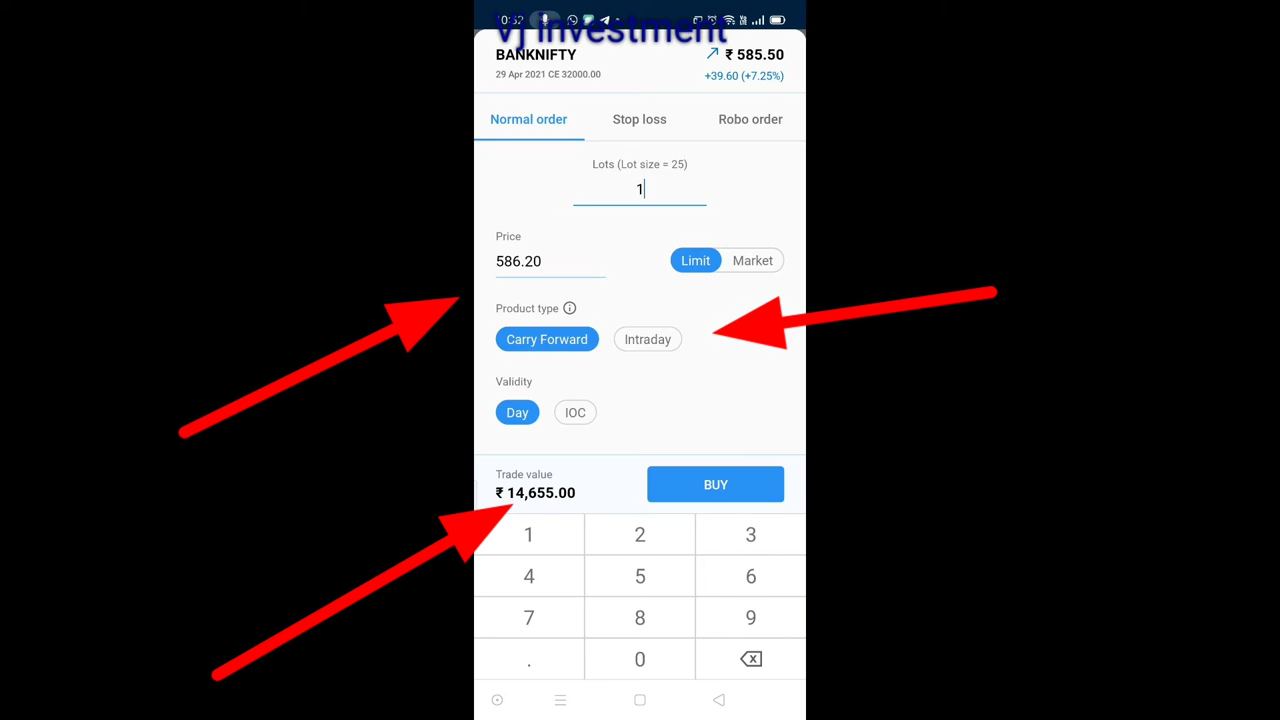 10:32
Vj investment
BANKNIFTY
₹ 585.50
29 Apr 2021 CE 32000.00
+39.60 (+7.25%)
Normal order
Stop loss
Robo order
Lots (Lot size = 25)
1
Price
586.20
Limit
Market
Product type
Carry Forward
Intraday
Validity
Day
IOC
Trade value
₹ 14,655.00
BUY
1 2 3
4 5 6
7 8 9
. 0